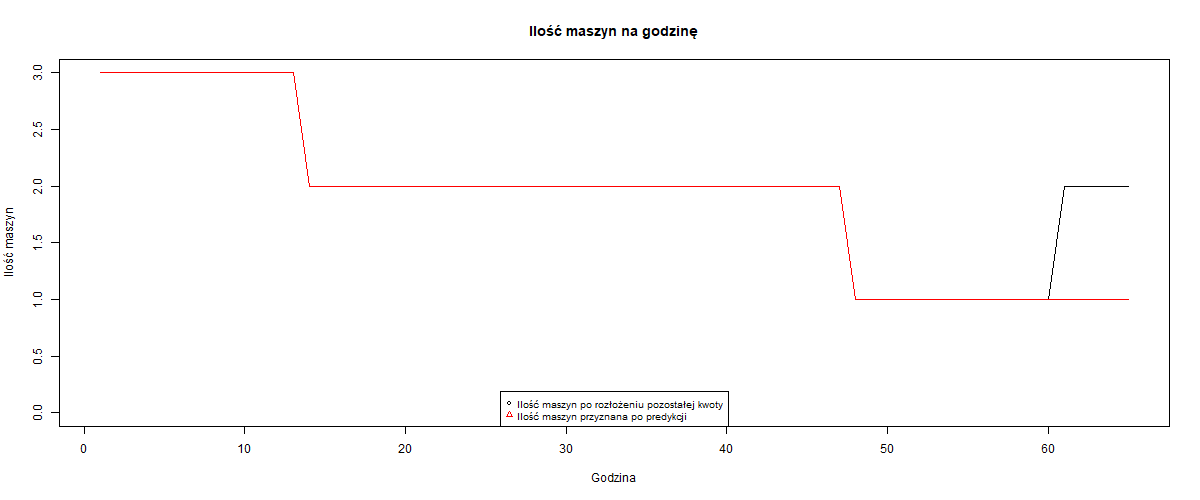 Ilość maszyn na godzinę
Ilość maszyn
3.0
2.5
2.0
1.5
1.0
0.5
0.0
Ilość maszyn po rozłożeniu pozostałej kwoty
Ilość maszyn przyznana po predykcji
0 10 20 30 40 50 60
Godzina